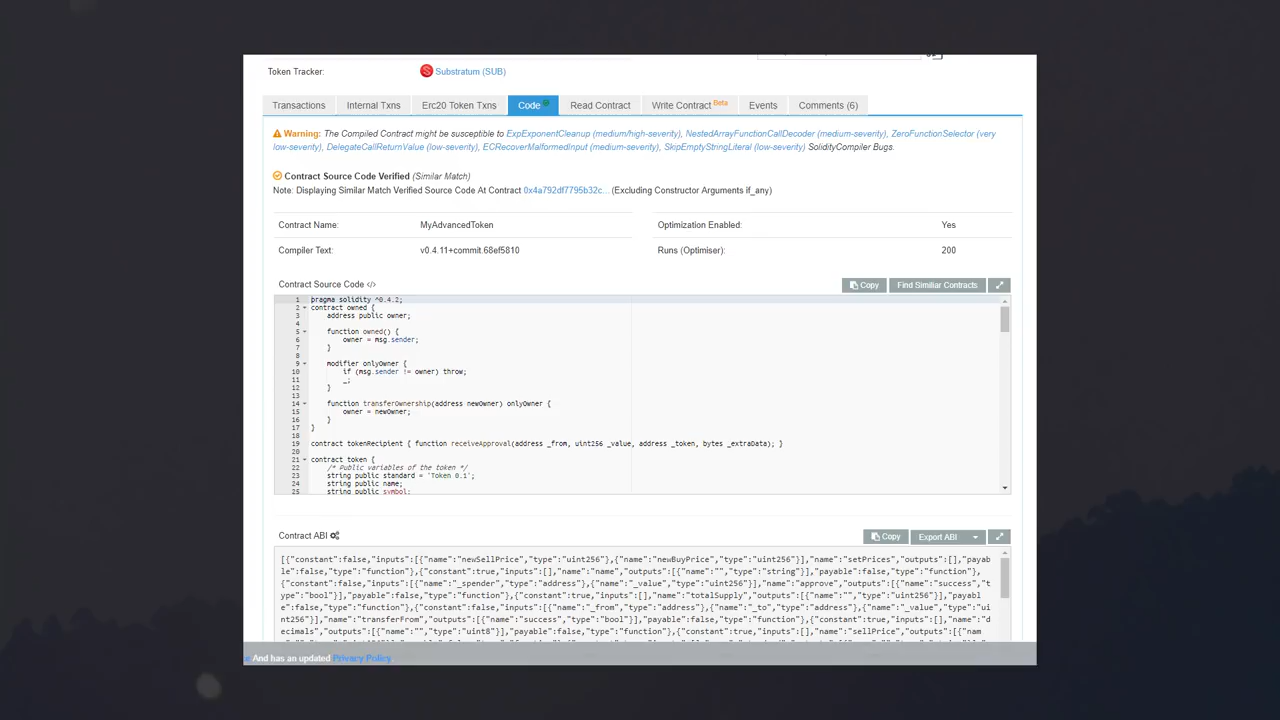 Token Tracker: Substratum (SUB)
Transactions Internal Txns Erc20 Token Txns Code Read Contract Write Contract Beta Events Comments (6)
Warning: The Compiled Contract might be susceptible to ExpExponentCleanup (medium/high-severity), NestedArrayFunctionCallDecoder (medium-severity), ZeroFunctionSelector (very
low-severity), DelegateCallReturnValue (low-severity), ECRecoverMalformedInput (medium-severity), SkipEmptyStringLiteral (low-severity) SolidityCompiler Bugs.
Contract Source Code Verified (Similar Match)
Note: Displaying Similar Match Verified Source Code At Contract 0x4a792df7795b32c... (Excluding Constructor Arguments if_any)
Contract Name: MyAdvancedToken Optimization Enabled: Yes
Compiler Text: v0.4.11+commit.68ef5810 Runs (Optimiser): 200
Contract Source Code </> Copy Find Similiar Contracts
1 pragma solidity ^0.4.2;
2 contract owned {
3 address public owner;
4
5 function owned() {
6 owner = msg.sender;
7 }
8
9 modifier onlyOwner {
10 if (msg.sender != owner) throw;
11 _;
12 }
13
14 function transferOwnership(address newOwner) onlyOwner {
15 owner = newOwner;
16 }
17 }
18
19 contract tokenRecipient { function receiveApproval(address _from, uint256 _value, address _token, bytes _extraData); }
20
21 contract token {
22 /* Public variables of the token */
23 string public standard = 'Token 0.1';
24 string public name;
25 string public symbol;
Contract ABI Copy Export ABI
[{"constant":false,"inputs":[{"name":"newSellPrice","type":"uint256"},{"name":"newBuyPrice","type":"uint256"}],"name":"setPrices","outputs":[],"payab
le":false,"type":"function"},{"constant":true,"inputs":[],"name":"name","outputs":[{"name":"","type":"string"}],"payable":false,"type":"function"},
{"constant":false,"inputs":[{"name":"_spender","type":"address"},{"name":"_value","type":"uint256"}],"name":"approve","outputs":[{"name":"success","t
ype":"bool"}],"payable":false,"type":"function"},{"constant":true,"inputs":[],"name":"totalSupply","outputs":[{"name":"","type":"uint256"}],"payable
":false,"type":"function"},{"constant":false,"inputs":[{"name":"_from","type":"address"},{"name":"_to","type":"address"},{"name":"_value","type":"ui
nt256"}],"name":"transferFrom","outputs":[{"name":"success","type":"bool"}],"payable":false,"type":"function"},{"constant":true,"inputs":[],"name":"d
ecimals","outputs":[{"name":"","type":"uint8"}],"payable":false,"type":"function"},{"constant":true,"inputs":[],"name":"sellPrice","outputs":[{"nam
And has an updated Privacy Policy.